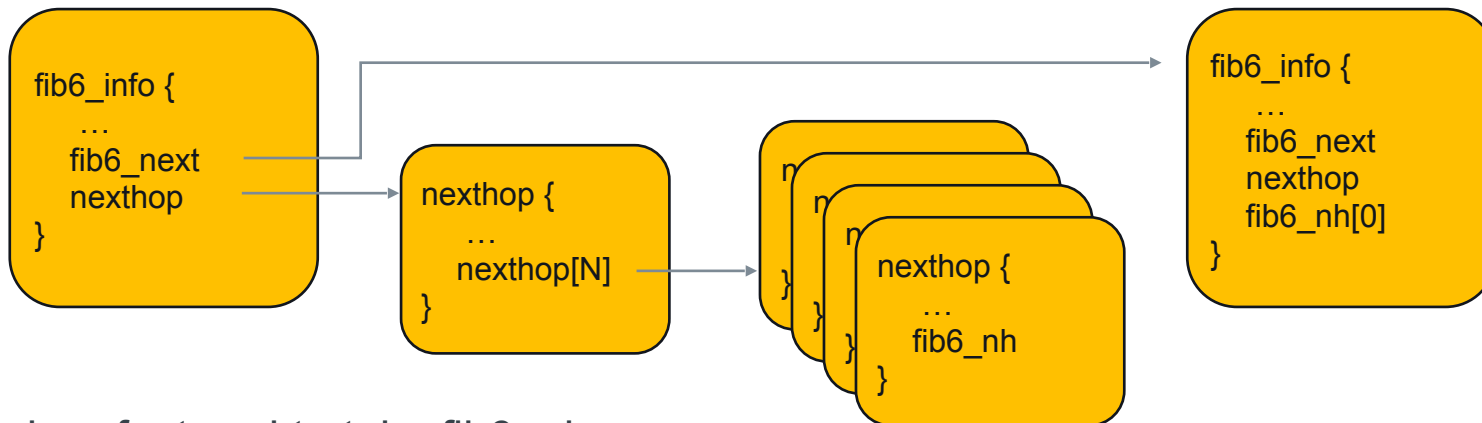 fib6_info {
…
fib6_next
nexthop
}
nexthop {
…
nexthop[N]
}
n
}
n
}
n
}
nexthop {
…
fib6_nh
}
fib6_info {
…
fib6_next
nexthop
fib6_nh[0]
}